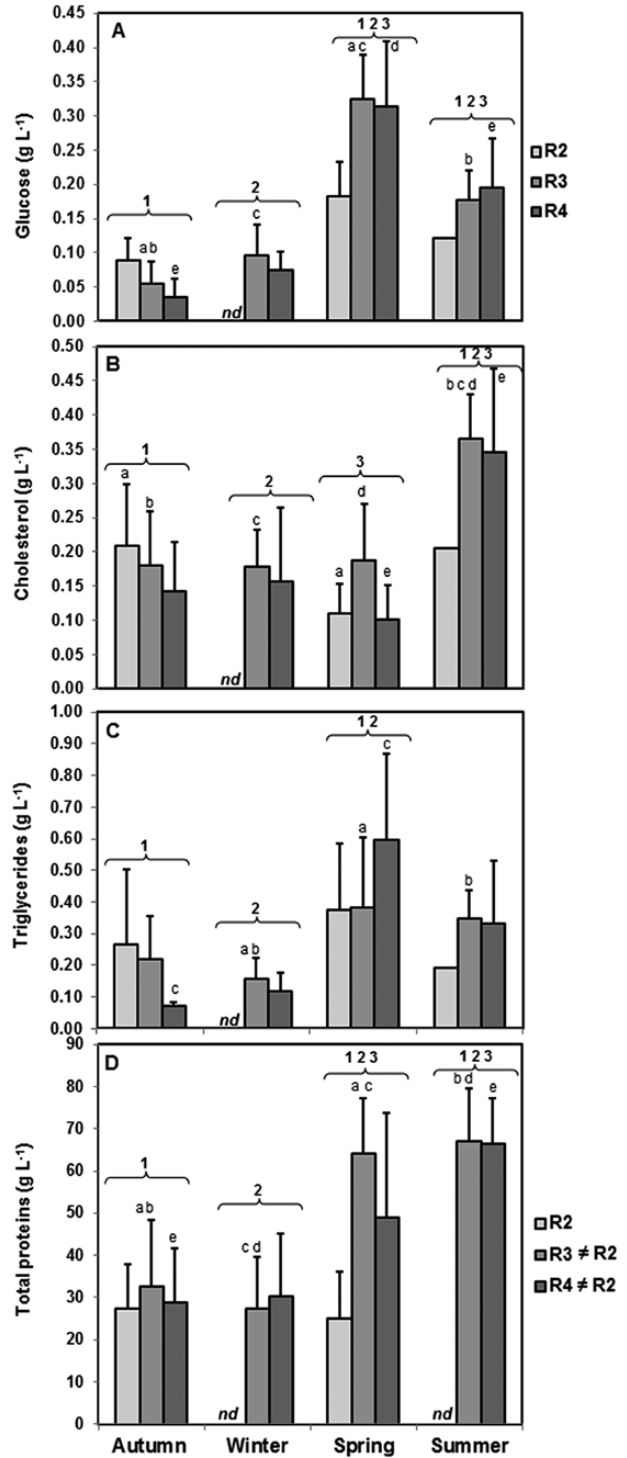 A
Glucose (g L-1)
0.45
0.40
0.35
0.30
0.25
0.20
0.15
0.10
0.05
0.00
1
a b
e
2
c
nd
1 2 3
a c
d
1 2 3
b
e
R2
R3
R4
B
Cholesterol (g L-1)
0.50
0.45
0.40
0.35
0.30
0.25
0.20
0.15
0.10
0.05
0.00
1
a
b
2
c
nd
3
a
d
e
1 2 3
b c d
e
C
Triglycerides (g L-1)
1.00
0.90
0.80
0.70
0.60
0.50
0.40
0.30
0.20
0.10
0.00
1
c
2
a b
nd
1 2
a
c
b
D
Total proteins (g L-1)
90
80
70
60
50
40
30
20
10
0
1
a b
e
2
c d
nd
1 2 3
a c
1 2 3
b d
e
nd
R2
R3 ≠ R2
R4 ≠ R2
Autumn Winter Spring Summer